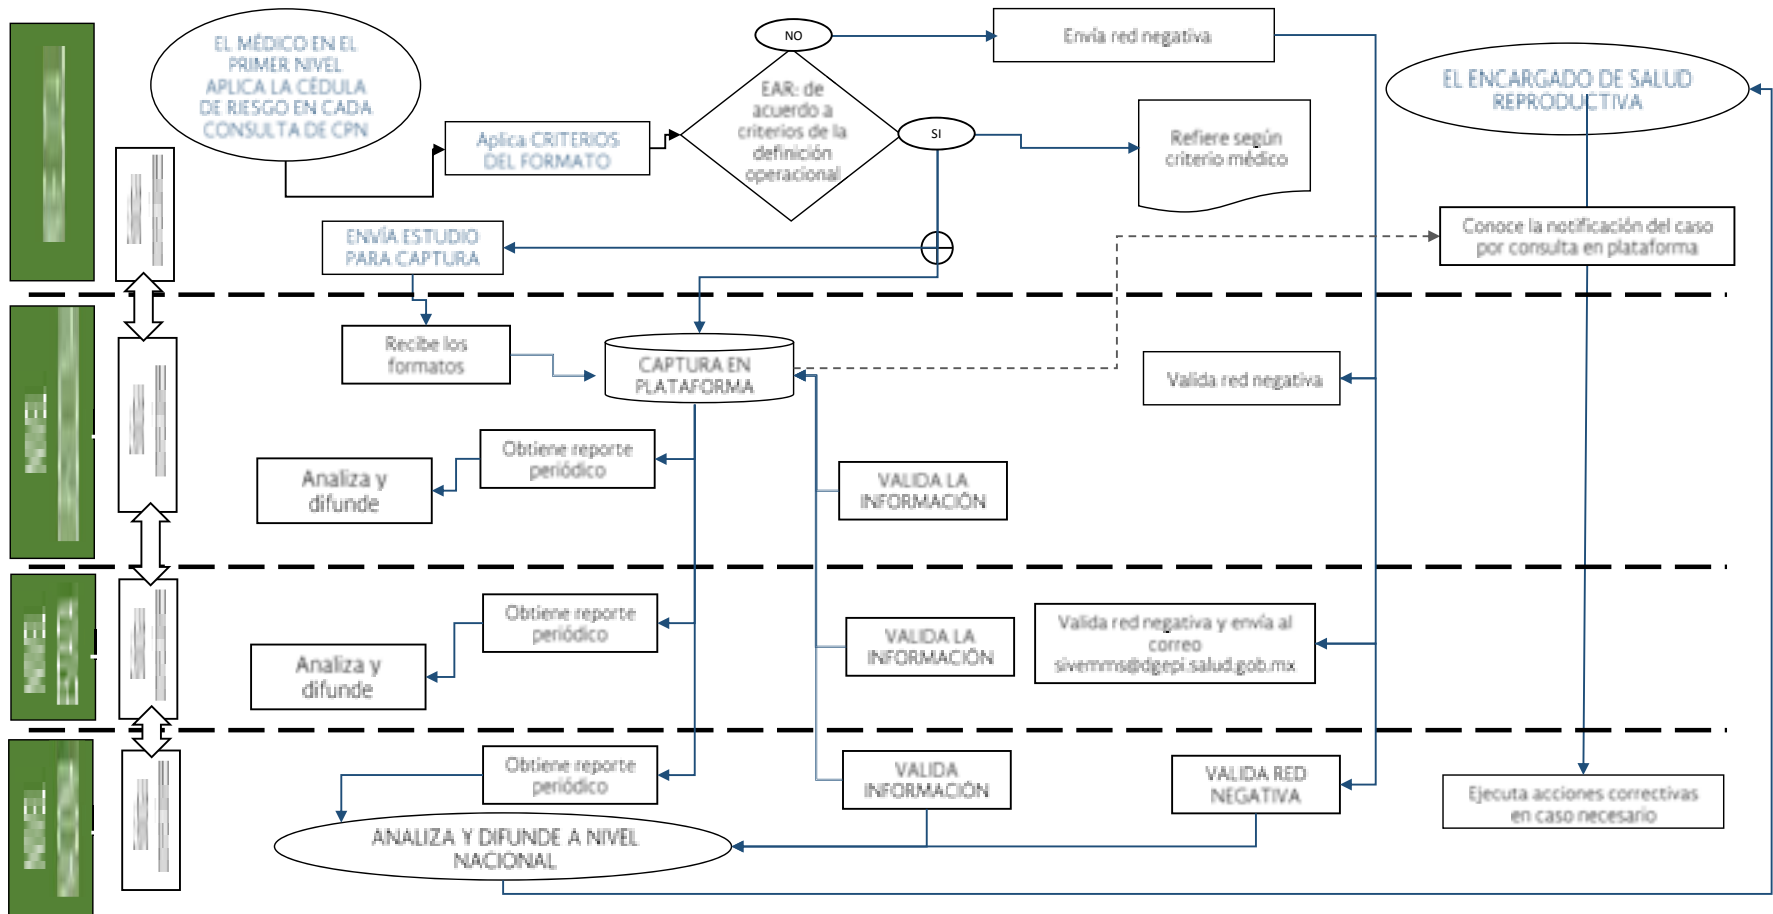 EL MÉDICO EN EL
PRIMER NIVEL
APLICA LA CÉDULA
DE RIESGO EN CADA
CONSULTA DE CPN
Aplica CRITERIOS
DEL FORMATO
NO
EAR: de
acuerdo a
criterios de la
definición
operacional
SI
Envía red negativa
Refiere según
criterio médico
EL ENCARGADO DE SALUD
REPRODUCTIVA
ENVÍA ESTUDIO
PARA CAPTURA
Conoce la notificación del caso
por consulta en plataforma
NIVEL
Recibe los
formatos
CAPTURA EN
PLATAFORMA
Valida red negativa
Obtiene reporte
periódico
Analiza y
difunde
VALIDA LA
INFORMACIÓN
NIVEL
Obtiene reporte
periódico
Analiza y
difunde
VALIDA LA
INFORMACIÓN
Valida red negativa y envía al
correo
sivemms@dgepi.salud.gob.mx
NIVEL
Obtiene reporte
periódico
VALIDA
INFORMACIÓN
VALIDA RED
NEGATIVA
Ejecuta acciones correctivas
en caso necesario
ANALIZA Y DIFUNDE A NIVEL
NACIONAL